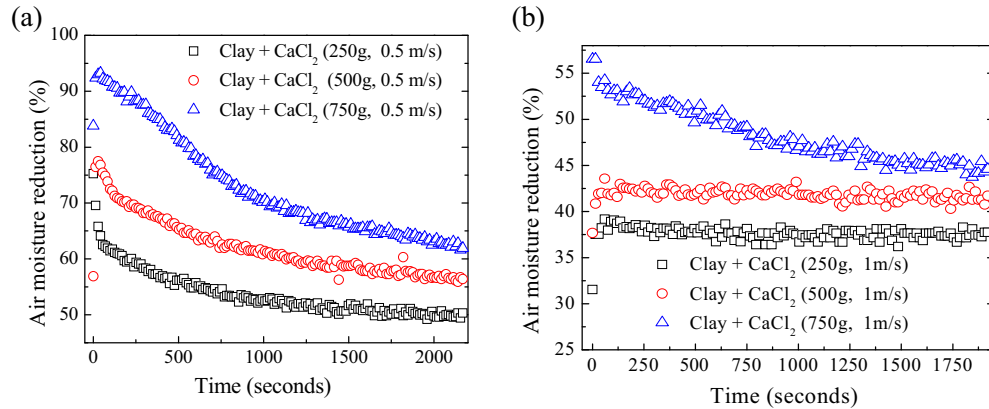 (a)
Air moisture reduction (%)
100
90
80
70
60
50
Clay + CaCl2 (250g, 0.5 m/s)
Clay + CaCl2 (500g, 0.5 m/s)
Clay + CaCl2 (750g, 0.5 m/s)
0 500 1000 1500 2000
Time (seconds)
(b)
Air moisture reduction (%)
55
50
45
40
35
30
25
Clay + CaCl2 (250g, 1m/s)
Clay + CaCl2 (500g, 1m/s)
Clay + CaCl2 (750g, 1m/s)
0 250 500 750 1000 1250 1500 1750
Time (seconds)